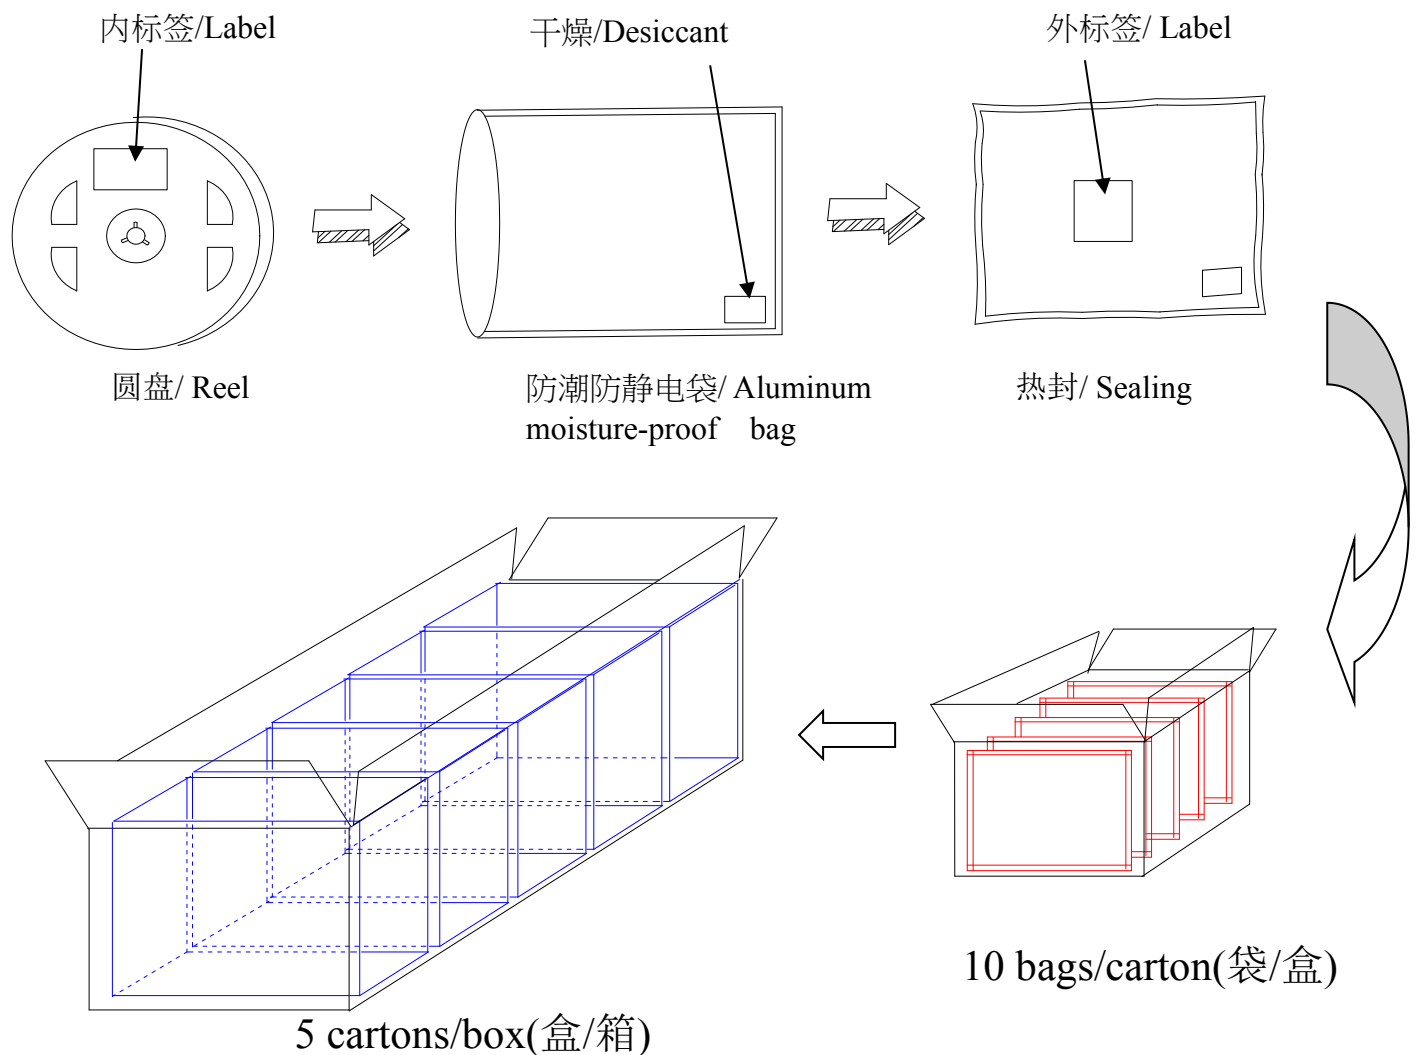 内标签/Label
干燥/Desiccant
外标签/ Label
圆盘/ Reel
防潮防静电袋/ Aluminum
moisture-proof bag
热封/ Sealing
10 bags/carton(袋/盒)
5 cartons/box(盒/箱)